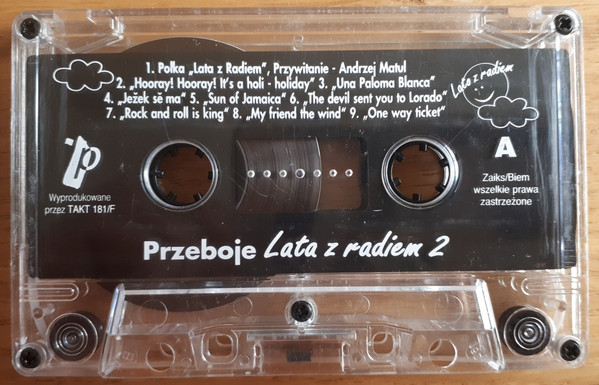 1. Polka „Lata z Radiem”, Przywitanie - Andrzej Matul
2. „Hooray! Hooray! It's a holi - holiday” 3. „Una Paloma Blanca”
4. „Ježek sě ma” 5. „Sun of Jamaica” 6. „The devil sent you to Lorado”
7. „Rock and roll is king” 8. „My friend the wind” 9. „One way ticket”
Lato z radiem
A
Wyprodukowane
przez TAKT 181/F
Zaiks/Biem
wszelkie prawa
zastrzeżone
Przeboje Lata z radiem 2